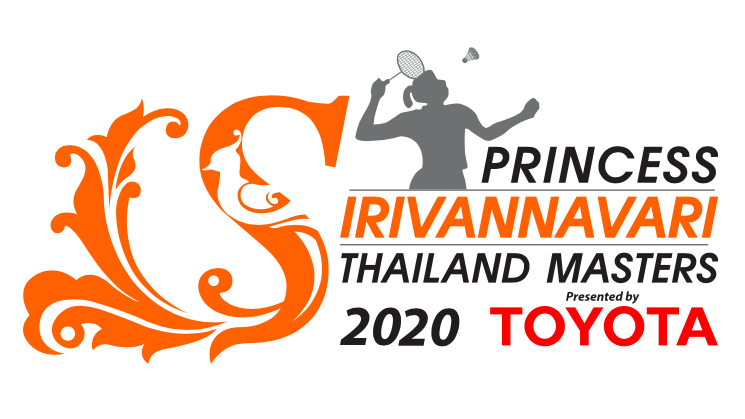 PRINCESS
SIRIVANNAVARI
THAILAND MASTERS
Presented by
2020 TOYOTA